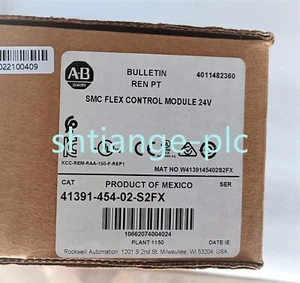 022100409
A·B
BULLETIN
REN PT
4011482360
SMC FLEX CONTROL MODULE 24V
shtiange-plc
KCC-REM-RAA-150-F-REP1
MAT NO W4139145402S2FX
CAT
PRODUCT OF MEXICO
SER
41391-454-02-S2FX
10662074004024
PLANT 1150
DATE IE
Rockwell Automation: 1201 S 2nd St. Milwaukee, WI 53204. USA